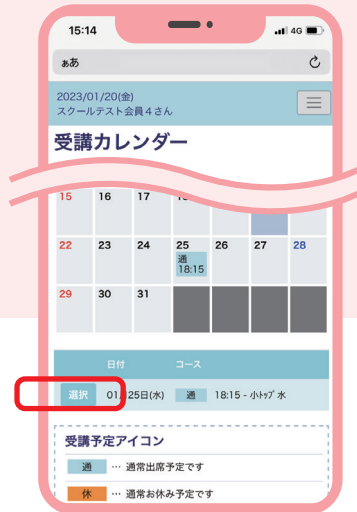 15:14
4G
ぁあ
2023/01/20(金)
スクールテスト会員4さん
受講カレンダー
15 16 17
22 23 24 25 26 27 28
通
18:15
29 30 31
日付 コース
選択 25日(水) 通 18:15 - 小トップ 水
受講予定アイコン
通 … 通常出席予定です
休 … 通常お休み予定です